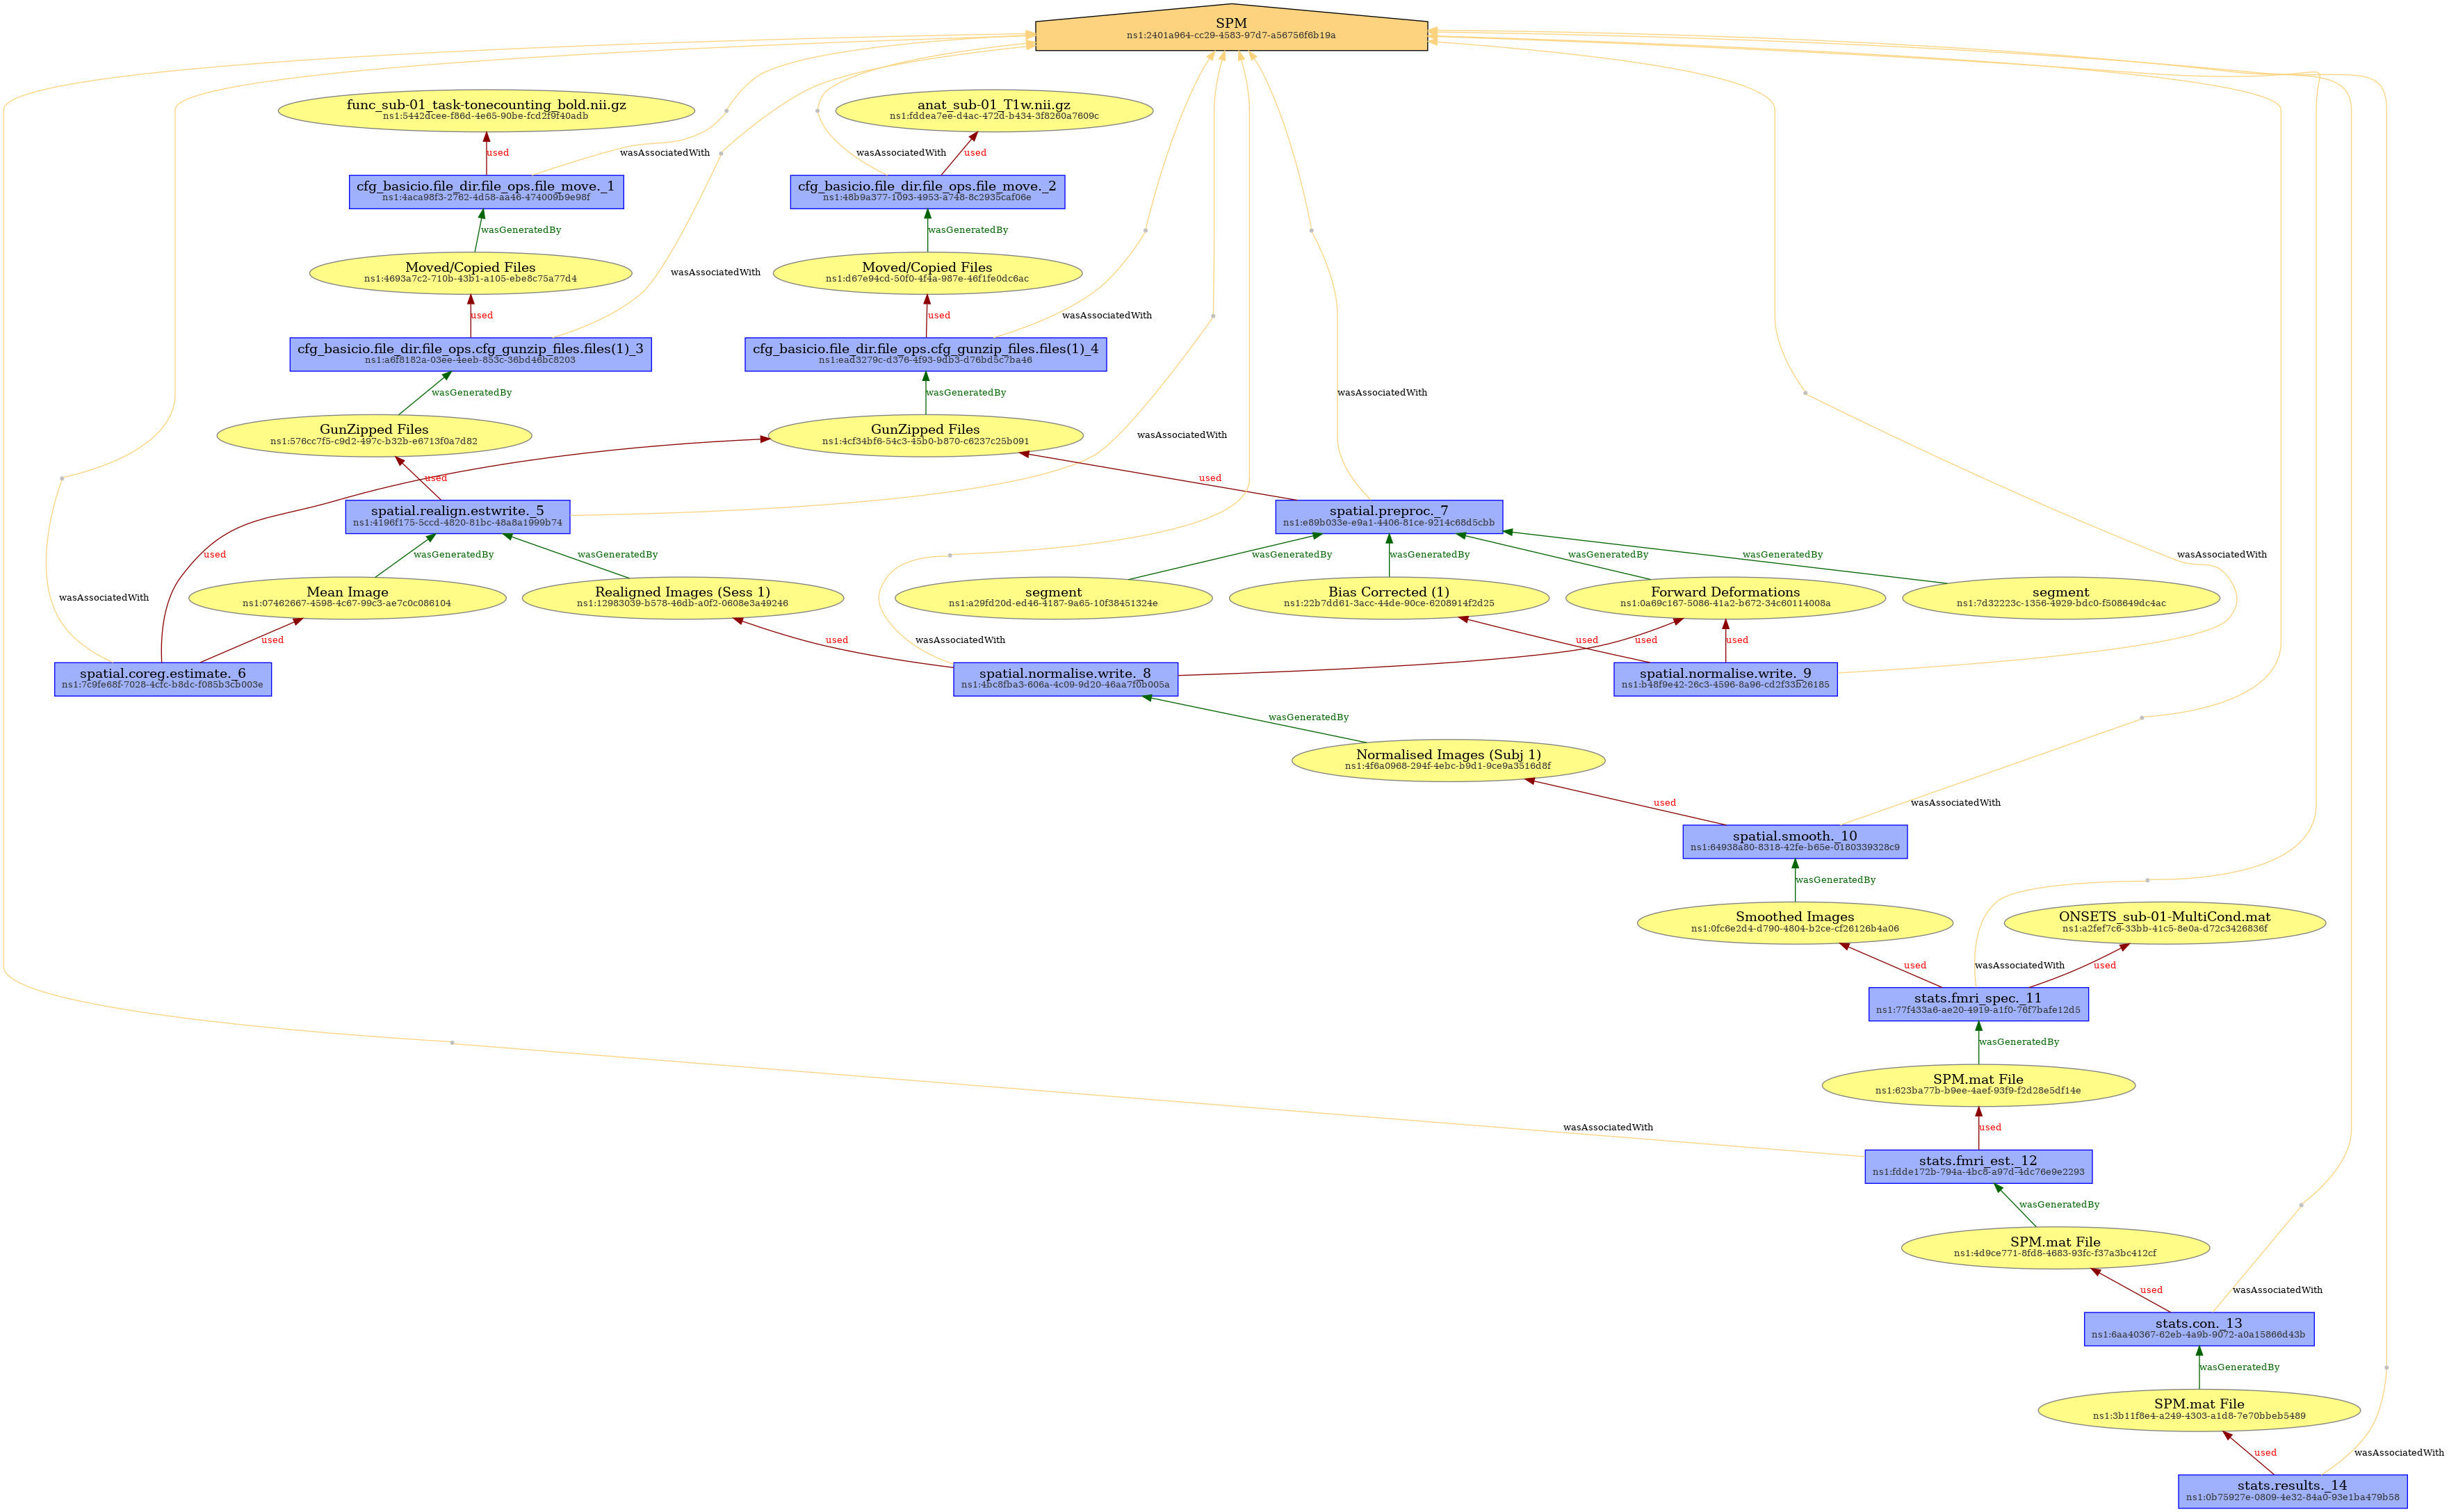 SPM
ns1:2401a964-cc29-4583-97d7-a56756f6b19a
func_sub-01_task-tonecounting_bold.nii.gz
ns1:5442dcee-f86d-4e65-90be-fcd2f9f40adb
anat_sub-01_T1w.nii.gz
ns1:fddea7ee-d4ac-472d-b434-3f8260a7609c
used
wasAssociatedWith
wasAssociatedWith
used
cfg_basicio.file_dir.file_ops.file_move._1
ns1:4aca98f3-2762-4d58-aa46-474009b9e98f
cfg_basicio.file_dir.file_ops.file_move._2
ns1:48b9a377-1093-4953-a748-8c2935caf06e
wasGeneratedBy
wasGeneratedBy
Moved/Copied Files
ns1:4693a7c2-710b-43b1-a105-ebe8c75a77d4
Moved/Copied Files
ns1:d67e94cd-50f0-4f4a-987e-46f1fe0dc6ac
wasAssociatedWith
used
used
wasAssociatedWith
cfg_basicio.file_dir.file_ops.cfg_gunzip_files.files(1)_3
ns1:a6f8182a-03ee-4eeb-853c-36bd46bc8203
cfg_basicio.file_dir.file_ops.cfg_gunzip_files.files(1)_4
ns1:ead3279c-d376-4f93-9db3-d76bd5c7ba46
wasGeneratedBy
wasGeneratedBy
wasAssociatedWith
GunZipped Files
ns1:576cc7f5-c9d2-497c-b32b-e6713f0a7d82
GunZipped Files
ns1:4cf34bf6-54c3-45b0-b870-c6237c25b091
wasAssociatedWith
used
used
spatial.realign.estwrite._5
ns1:4196f175-5ccd-4820-81bc-48a8a1999b74
spatial.preproc._7
ns1:e89b033e-e9a1-4406-81ce-9214c68d5cbb
used
wasGeneratedBy
wasGeneratedBy
wasGeneratedBy
wasGeneratedBy
wasGeneratedBy
wasGeneratedBy
wasAssociatedWith
wasAssociatedWith
Mean Image
ns1:07462667-4598-4c67-99c3-ae7c0c086104
Realigned Images (Sess 1)
ns1:12983039-b578-46db-a0f2-0608e3a49246
segment
ns1:a29fd20d-ed46-4187-9a65-10f38451324e
Bias Corrected (1)
ns1:22b7dd61-3acc-44de-90ce-6208914f2d25
Forward Deformations
ns1:0a69c167-5086-41a2-b672-34c60114008a
segment
ns1:7d32223c-1356-4929-bdc0-f508649dc4ac
used
used
wasAssociatedWith
used
used
used
spatial.coreg.estimate._6
ns1:7c9fe68f-7028-4cfc-b8dc-f085b3cb003e
spatial.normalise.write._8
ns1:4bc8fba3-606a-4c09-9d20-46aa7f0b005a
spatial.normalise.write._9
ns1:b48f9e42-26c3-4596-8a96-cd2f33b26185
wasGeneratedBy
Normalised Images (Subj 1)
ns1:4f6a0968-294f-4ebc-b9d1-9ce9a3516d8f
used
wasAssociatedWith
spatial.smooth._10
ns1:64938a80-8318-42fe-b65e-0180339328c9
wasGeneratedBy
Smoothed Images
ns1:0fc6e2d4-d790-4804-b2ce-cf26126b4a06
ONSETS_sub-01-MultiCond.mat
ns1:a2fef7c6-33bb-41c5-8e0a-d72c3426836f
used
wasAssociatedWith
used
stats.fmri_spec._11
ns1:77f433a6-ae20-4919-a1f0-76f7bafe12d5
wasGeneratedBy
SPM.mat File
ns1:623ba77b-b9ee-4aef-93f9-f2d28e5df14e
wasAssociatedWith
used
stats.fmri_est._12
ns1:fdde172b-794a-4bc8-a97d-4dc76e9e2293
wasGeneratedBy
SPM.mat File
ns1:4d9ce771-8fd8-4683-93fc-f37a3bc412cf
used
wasAssociatedWith
stats.con._13
ns1:6aa40367-62eb-4a9b-9072-a0a15866d43b
wasGeneratedBy
SPM.mat File
ns1:3b11f8e4-a249-4303-a1d8-7e70bbeb5489
used
wasAssociatedWith
stats.results._14
ns1:0b75927e-0809-4e32-84a0-93e1ba479b58